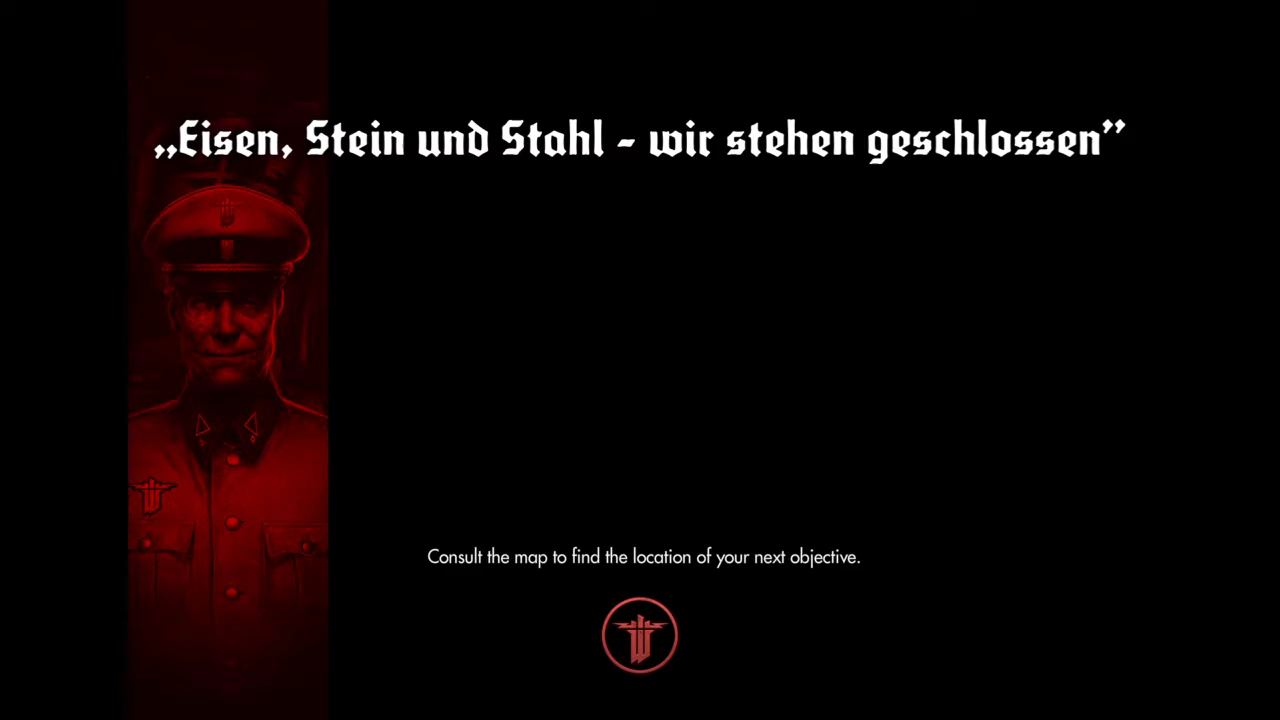 „Eisen, Stein und Stahl - wir stehen geschlossen”
Consult the map to find the location of your next objective.